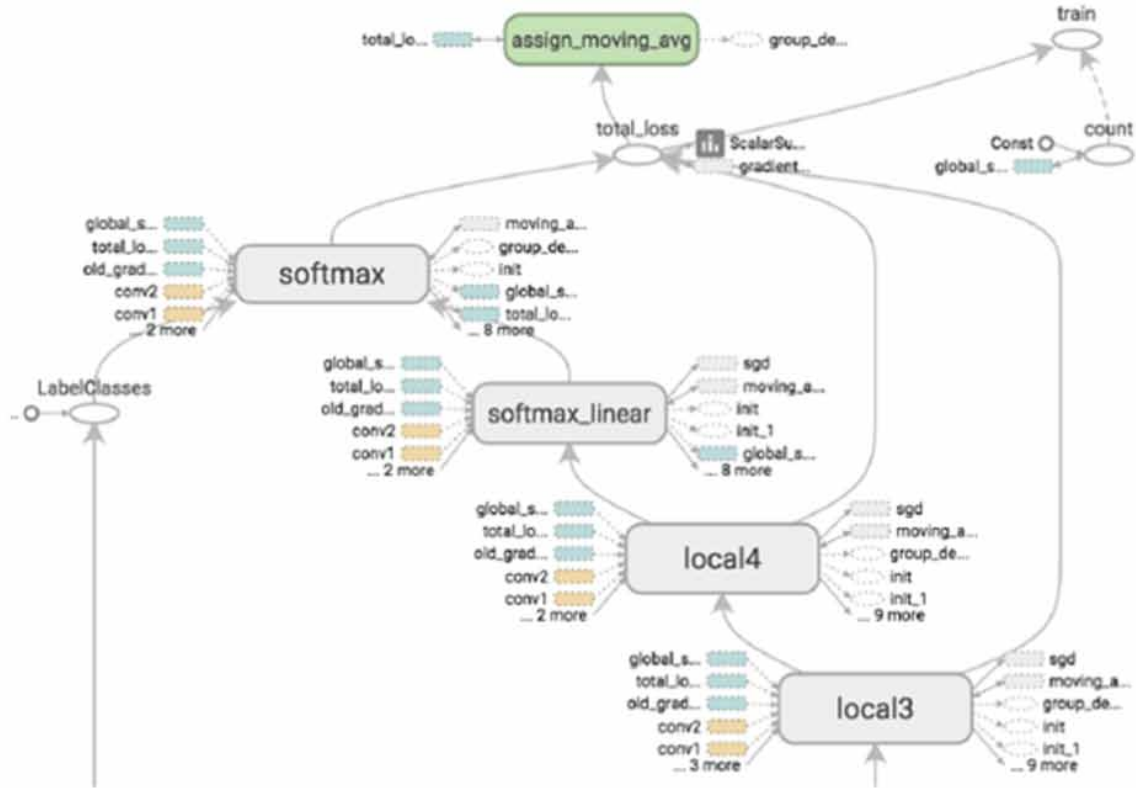 train
total_lo...
assign_moving_avg
group_de...
total_loss
ScalarSu...
gradient...
Const
count
global_s...
global_s...
total_lo...
old_grad...
conv2
conv1
... 2 more
softmax
moving_a...
group_de...
init
global_s...
total_lo...
... 8 more
LabelClasses
...
global_s...
total_lo...
old_grad...
conv2
conv1
... 2 more
softmax_linear
sgd
moving_a...
init
init_1
global_s...
... 8 more
global_s...
total_lo...
old_grad...
conv2
conv1
... 2 more
local4
sgd
moving_a...
group_de...
init
init_1
... 9 more
global_s...
total_lo...
old_grad...
conv2
conv1
... 3 more
local3
sgd
moving_a...
group_de...
init
init_1
... 9 more